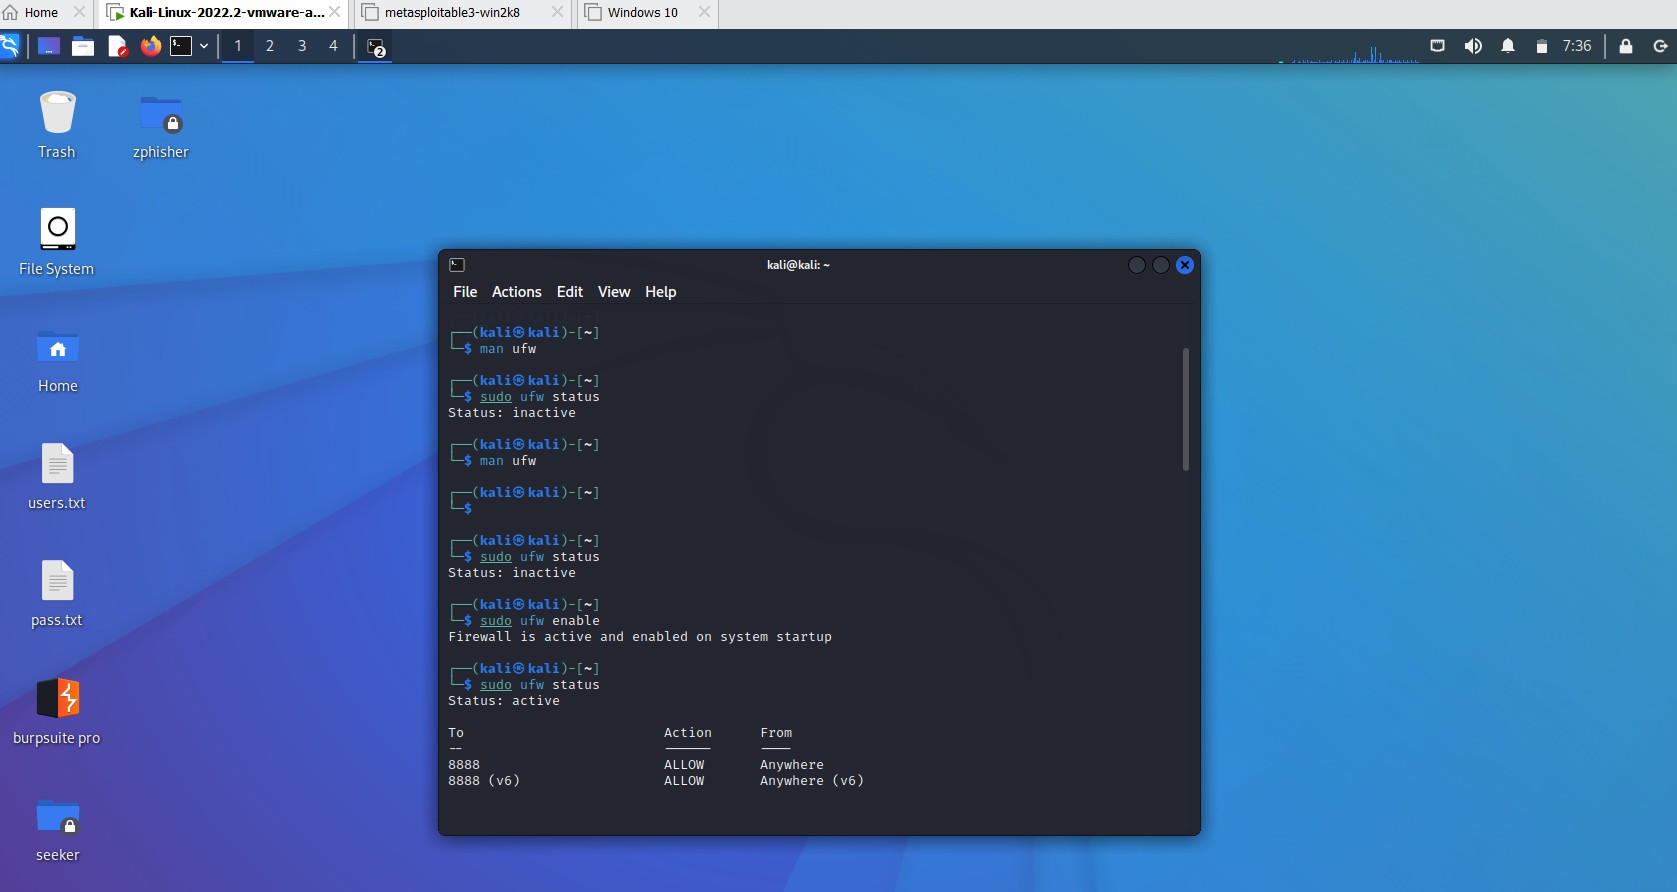 Home
Kali-Linux-2022.2-vmware-a...
metasploitable3-win2k8
Windows 10
1 2 3 4
2
7:36
Trash
zphisher
File System
Home
users.txt
pass.txt
burpsuite pro
seeker
kali@kali: ~
File Actions Edit View Help
┌──(kali㉿kali)-[~]
└─$ man ufw
┌──(kali㉿kali)-[~]
└─$ sudo ufw status
Status: inactive
┌──(kali㉿kali)-[~]
└─$ man ufw
┌──(kali㉿kali)-[~]
└─$
┌──(kali㉿kali)-[~]
└─$ sudo ufw status
Status: inactive
┌──(kali㉿kali)-[~]
└─$ sudo ufw enable
Firewall is active and enabled on system startup
┌──(kali㉿kali)-[~]
└─$ sudo ufw status
Status: active
To Action From
-- ------ ----
8888 ALLOW Anywhere
8888 (v6) ALLOW Anywhere (v6)